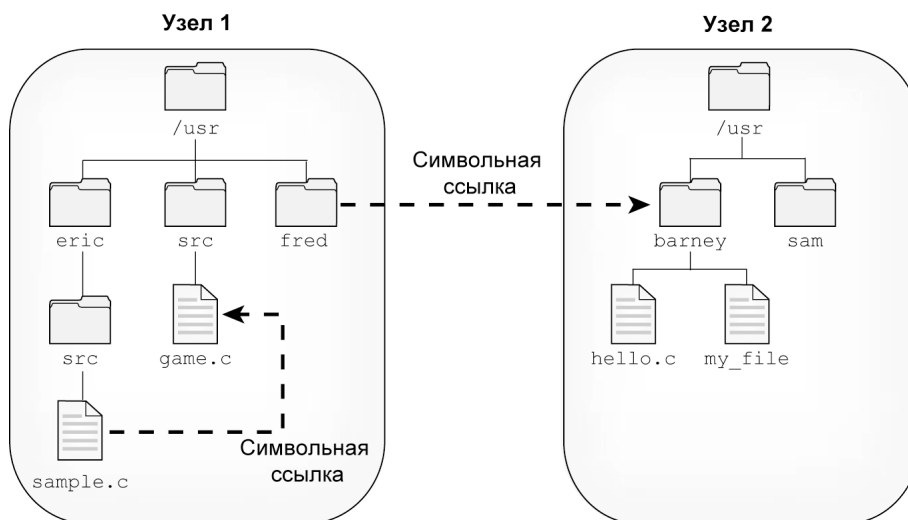 Узел 1
Узел 2
/usr
/usr
Символьная
ссылка
eric
src
fred
barney
sam
src
game.c
hello.c
my_file
Символьная
ссылка
sample.c